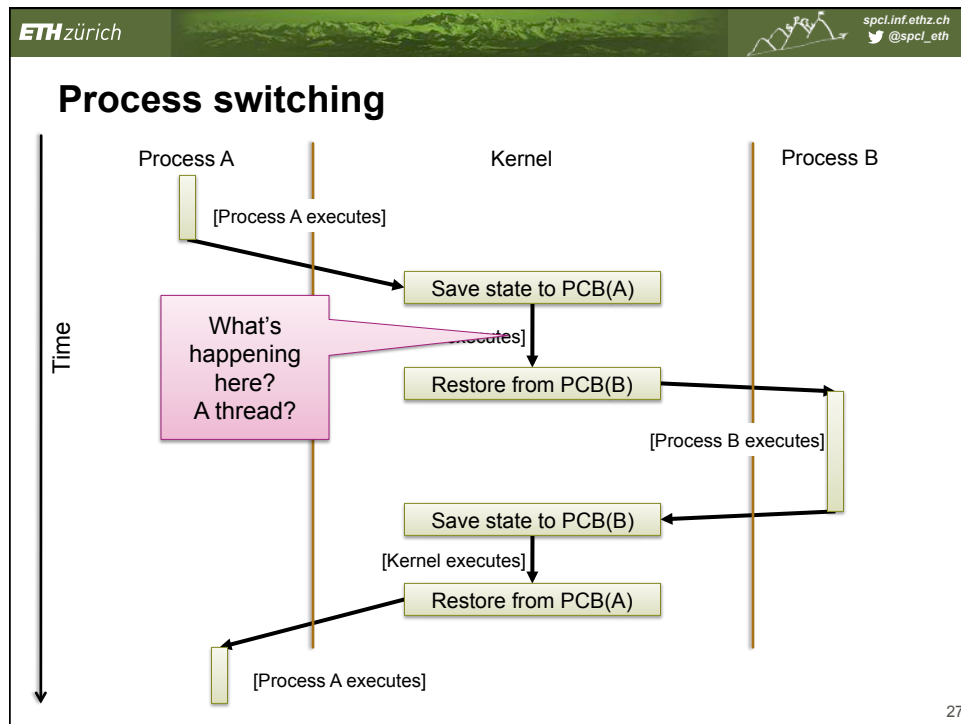 ETH zürich
spcl.inf.ethz.ch
@spcl_eth
Process switching
Process A
Kernel
Process B
[Process A executes]
Save state to PCB(A)
What's
happening
here?
A thread?
executes]
Time
Restore from PCB(B)
[Process B executes]
Save state to PCB(B)
[Kernel executes]
Restore from PCB(A)
[Process A executes]
27